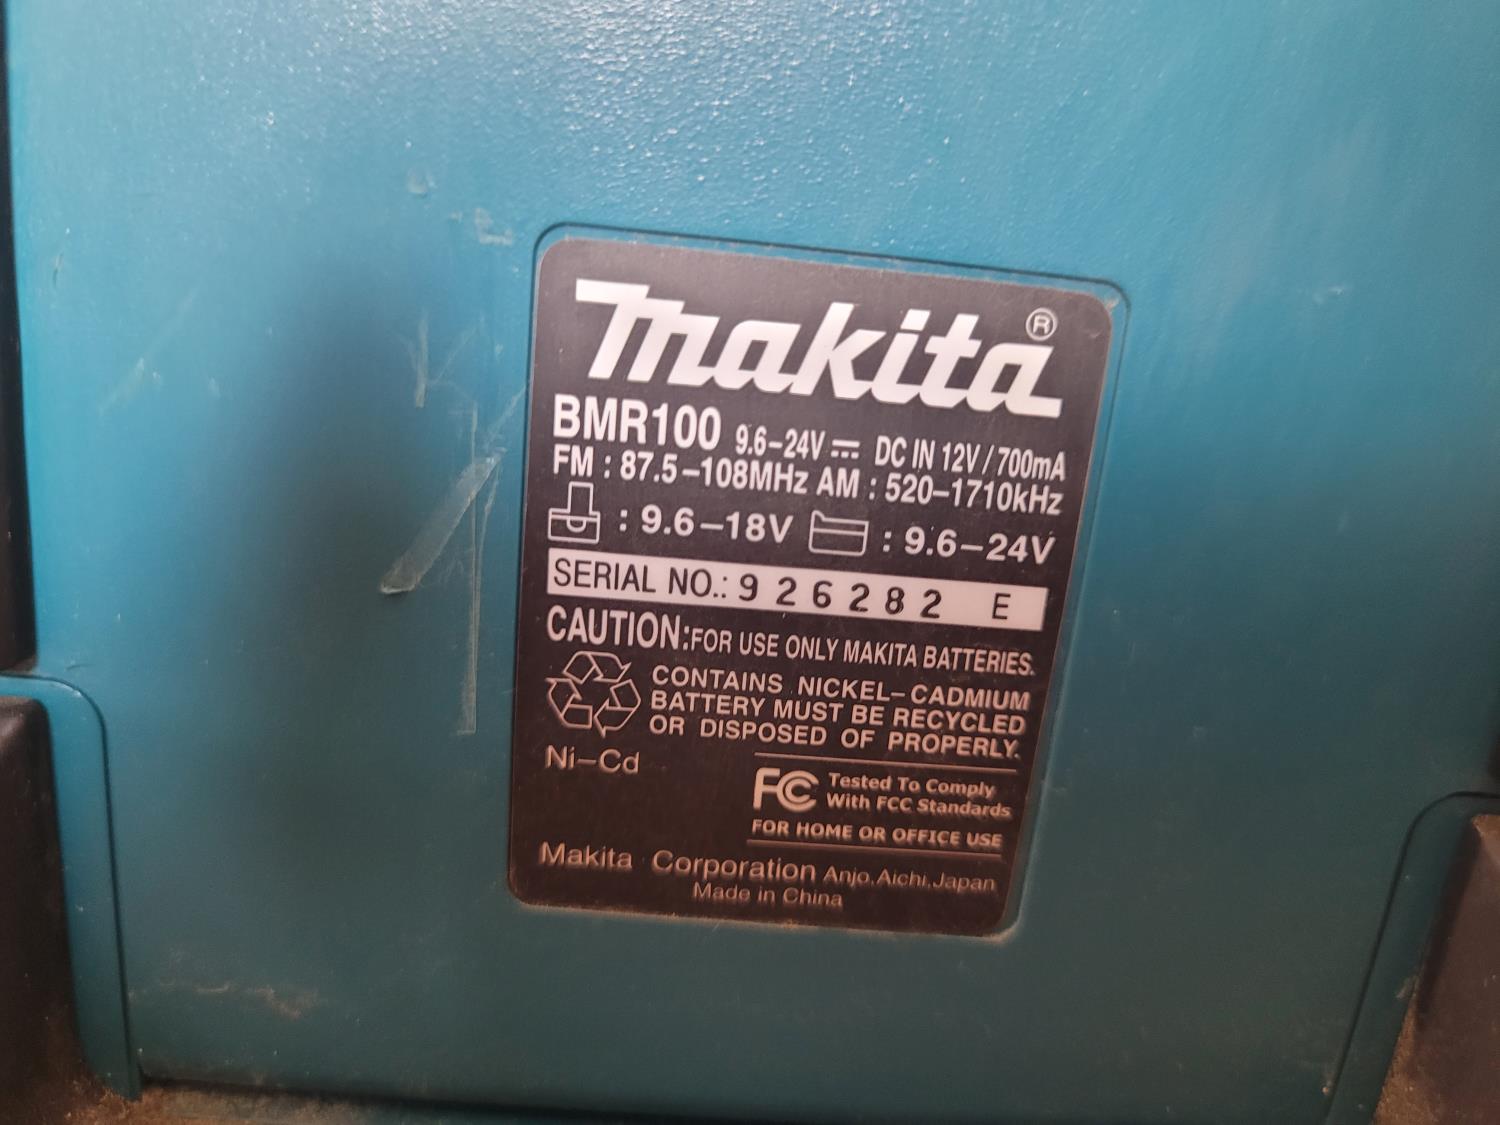 makita®
BMR100 9.6-24V⎓ DC IN 12V/700mA
FM : 87.5-108MHz AM : 520-1710kHz
: 9.6-18V : 9.6-24V
SERIAL NO.: 926282 E
CAUTION:FOR USE ONLY MAKITA BATTERIES.
CONTAINS NICKEL-CADMIUM
BATTERY MUST BE RECYCLED
OR DISPOSED OF PROPERLY.
Ni-Cd
FC Tested To Comply
With FCC Standards
FOR HOME OR OFFICE USE
Makita Corporation Anjo,Aichi,Japan
Made in China